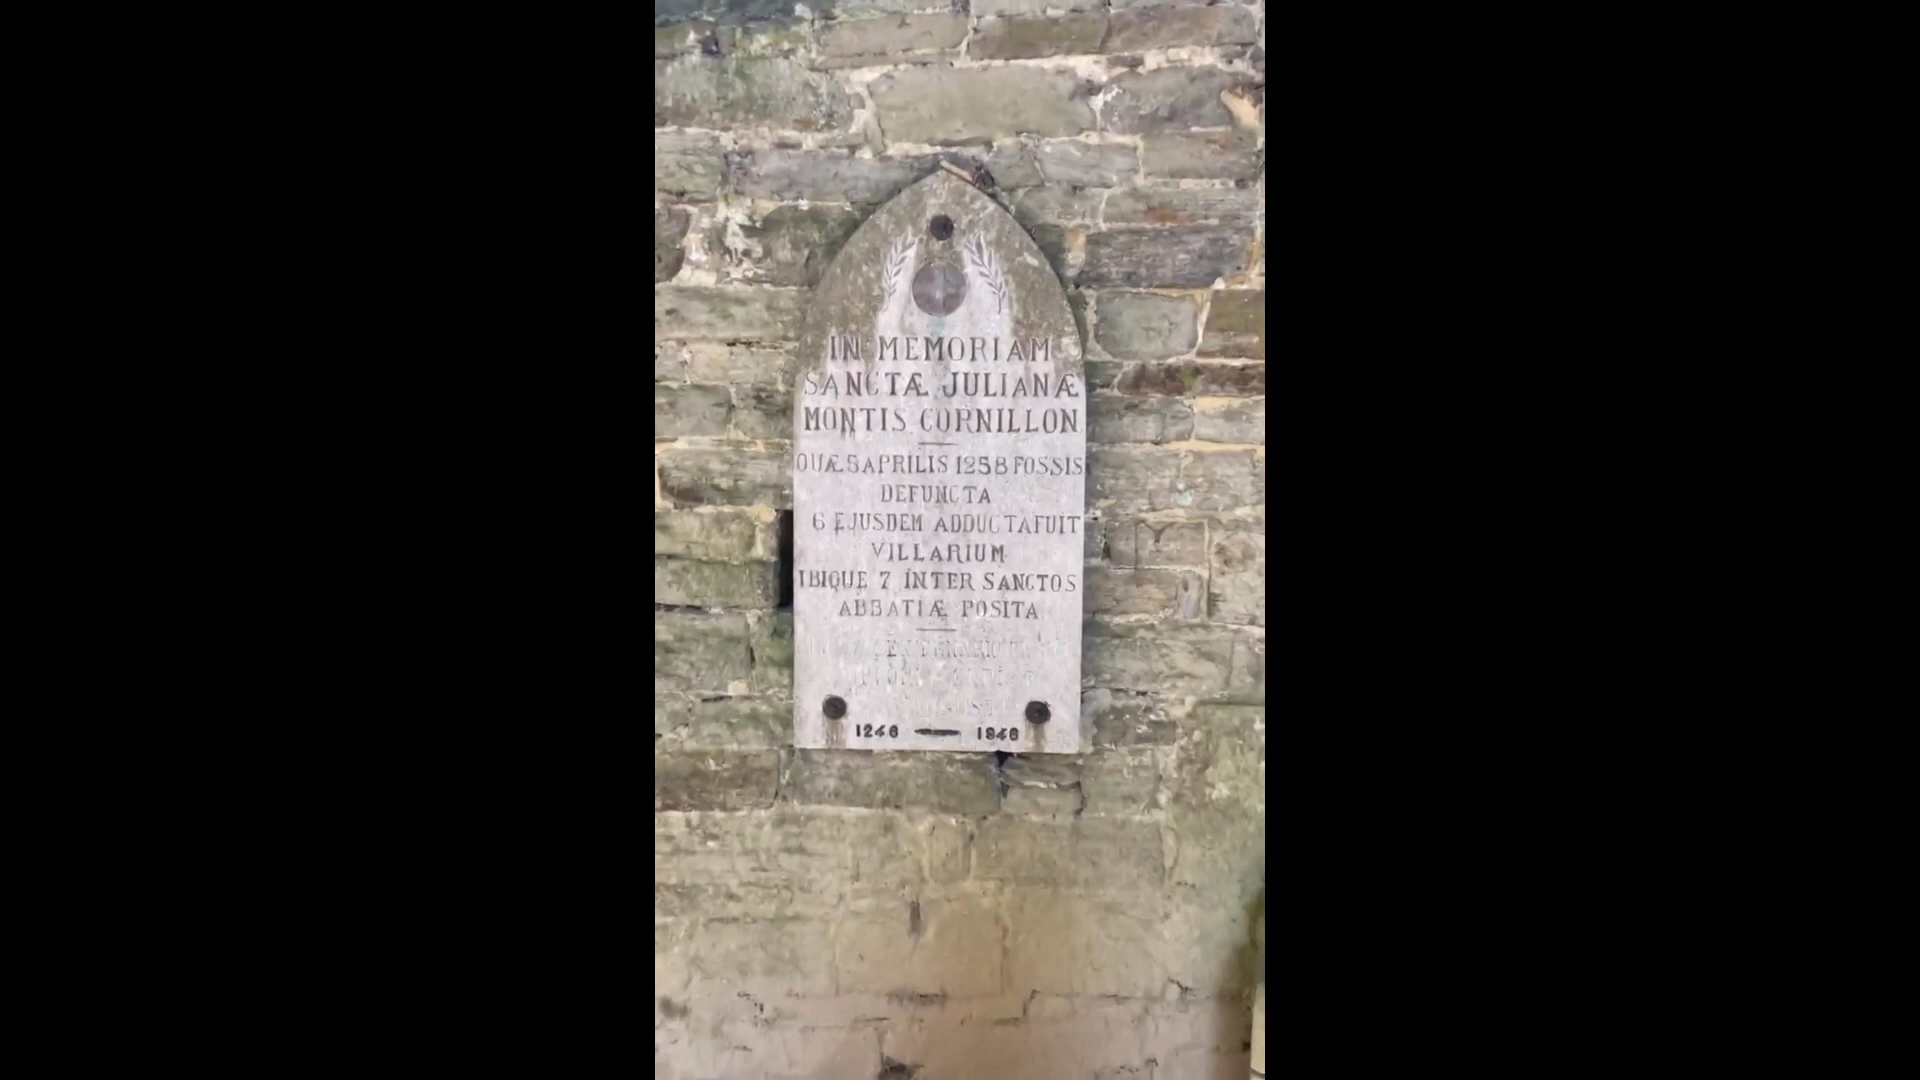 IN MEMORIAM
SANCTÆ JULIANÆ
MONTIS CORNILLON
QUÆ 5 APRILIS 1258 FOSSIS
DEFUNCTA
6 EJUSDEM ADDUCTA FUIT
VILLARIUM
IBIQUE 7 INTER SANCTOS
ABBATIÆ POSITA
1246 — 1946